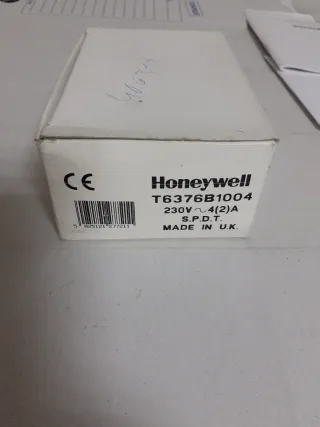 CE
Honeywell
T6376B1004
230V ~ 4(2)A
S.P.D.T.
MADE IN U.K.